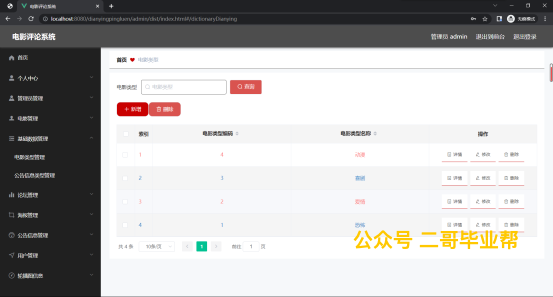 电影评论系统
localhost:8080/dianyingpinglun/admin/dist/index.html#/dictionaryDianying
无痕模式
电影评论系统
管理员 admin 退出到前台 退出登录
首页
首页 电影类型
个人中心
电影类型 电影类型 查询
管理员管理
新增 删除
电影管理
基础数据管理
索引 电影类型编码 电影类型名称 操作
电影类型管理
1 4 动漫 详情 修改 删除
公告信息类型管理
2 3 详情 修改 删除
论坛管理
3 2 爱情 详情 修改 删除
海报管理
4 1 恐怖 详情 修改 删除
公告信息管理
公众号 二哥毕业帮
共 4 条 10条/页 1 前往 1 页
用户管理
轮播图信息